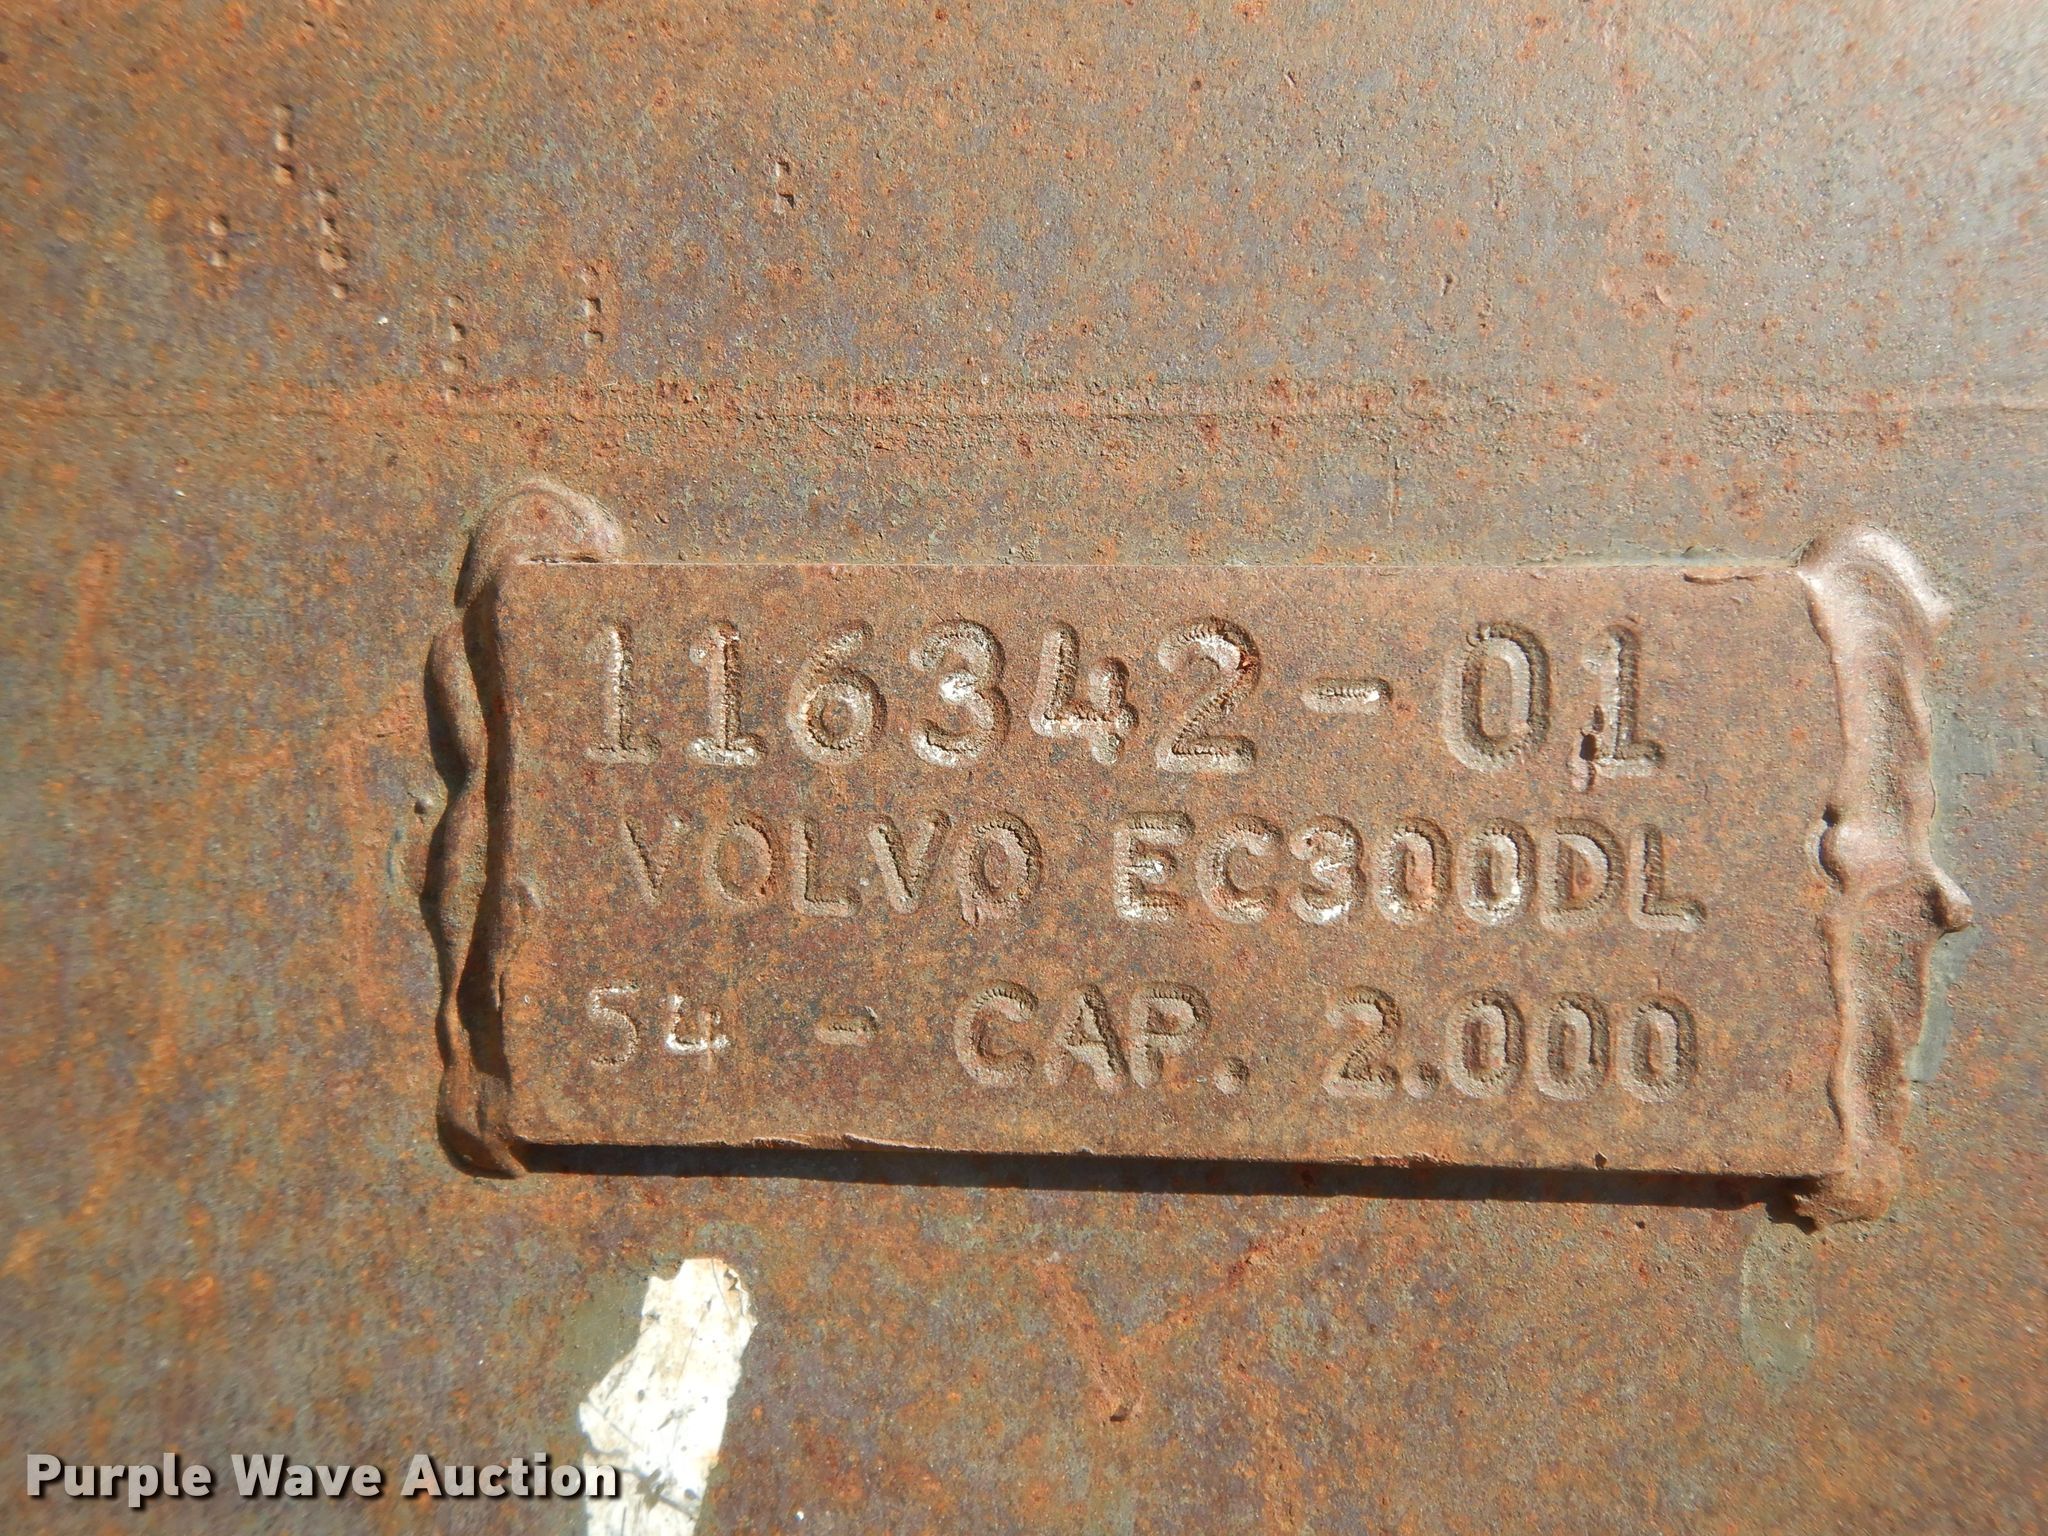 116342-01
VOLVO EC300DL
54 - CAP. 2.000
Purple Wave Auction